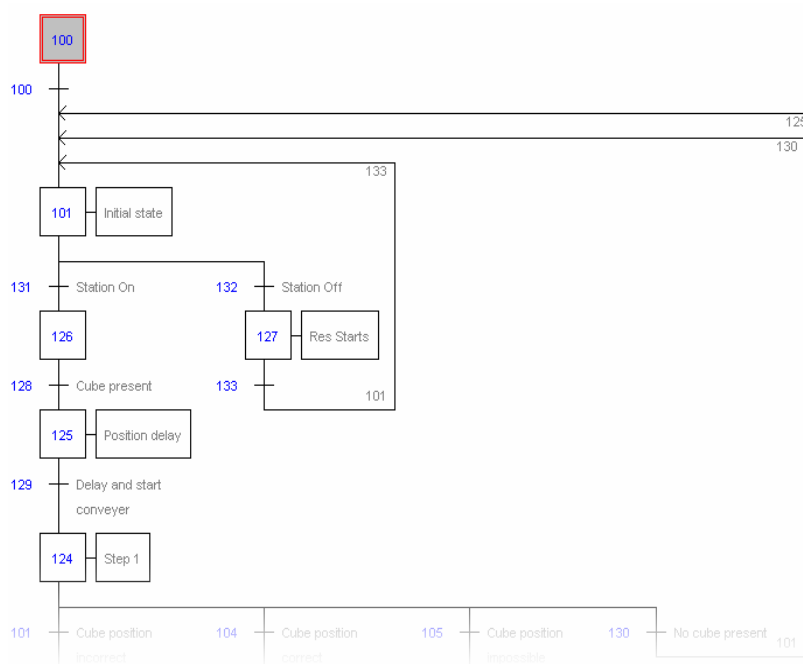 100
100
125
130
133
101 Initial state
131 Station On 132 Station Off
126 127 Res Starts
128 Cube present 133
101
125 Position delay
129 Delay and start
conveyer
124 Step 1
101 Cube position 104 Cube position 105 Cube position 130 No cube present
101
incorrect correct impossible